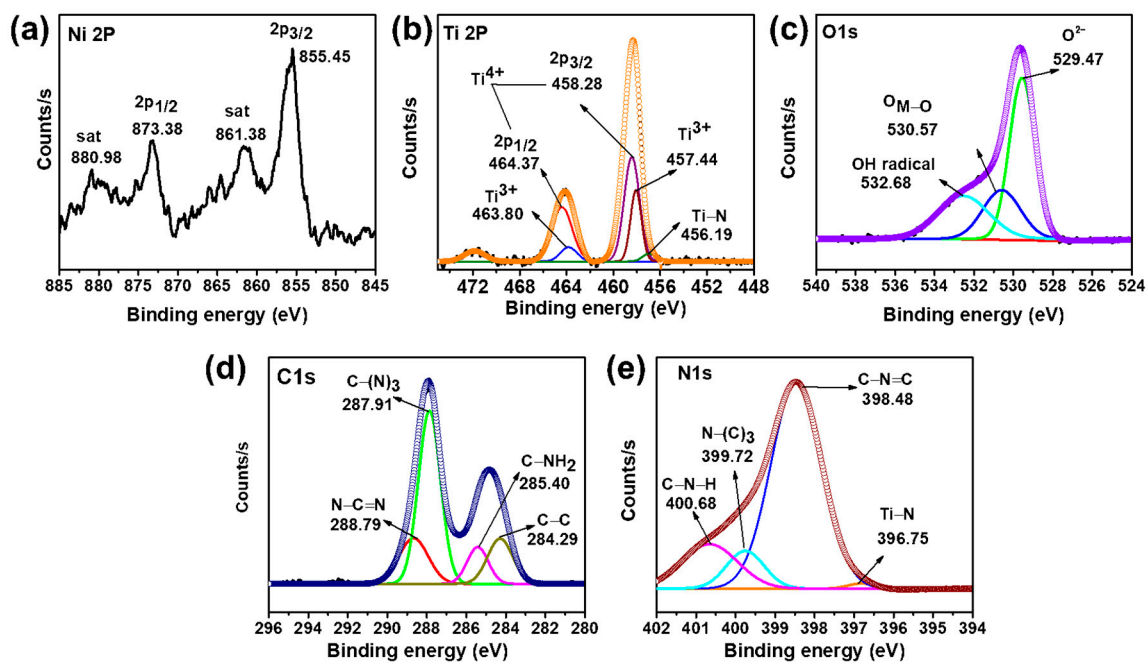 (a)
Ni 2P
2p3/2
855.45
2p1/2
873.38
sat
861.38
sat
880.98
Counts/s
885 880 875 870 865 860 855 850 845
Binding energy (eV)
(b)
Ti 2P
2p3/2
458.28
Ti4+
2p1/2
464.37
Ti3+
463.80
Ti3+
457.44
Ti–N
456.19
Counts/s
472 468 464 460 456 452 448
Binding energy (eV)
(c)
O1s
O2–
529.47
OM–O
530.57
OH radical
532.68
Counts/s
540 538 536 534 532 530 528 526 524
Binding energy (eV)
(d)
C1s
C–(N)3
287.91
C–NH2
285.40
N–C=N
288.79
C–C
284.29
Counts/s
296 294 292 290 288 286 284 282 280
Binding energy (eV)
(e)
N1s
C–N=C
398.48
N–(C)3
399.72
C–N–H
400.68
Ti–N
396.75
Counts/s
402 401 400 399 398 397 396 395 394
Binding energy (eV)